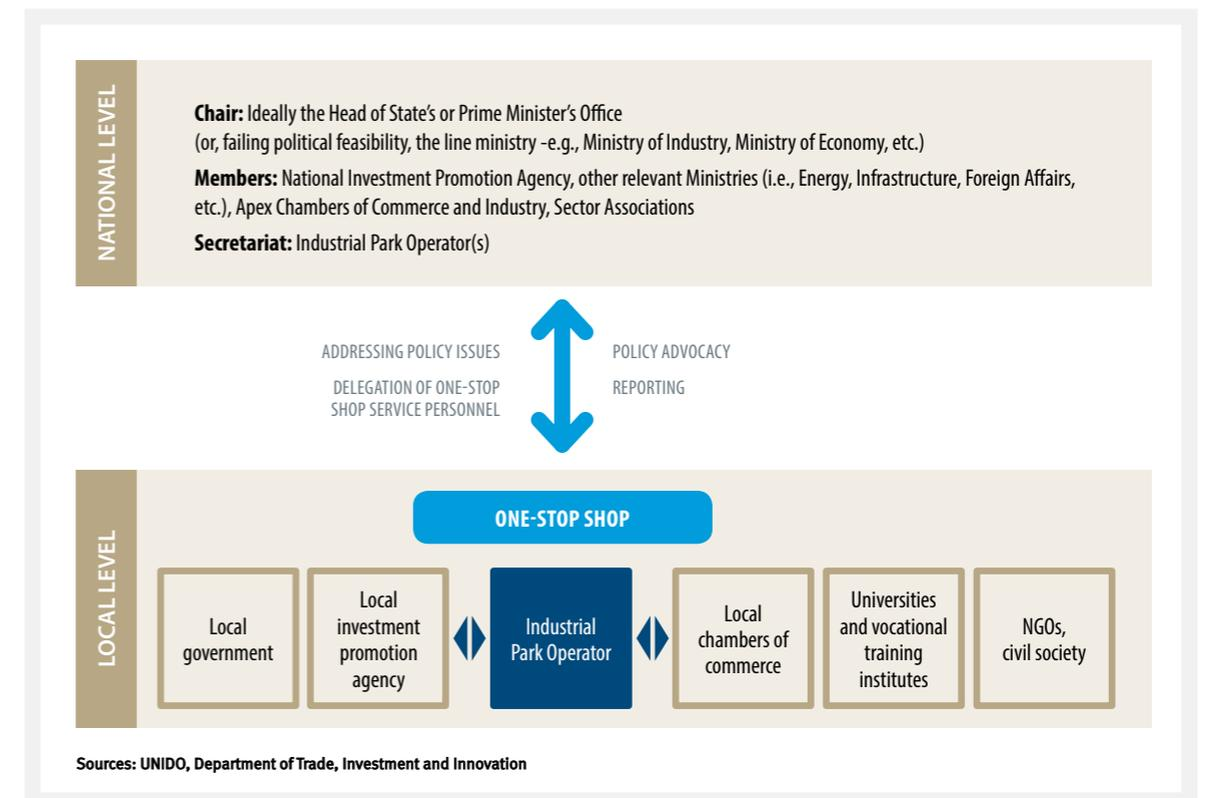 NATIONAL LEVEL
Chair: Ideally the Head of State's or Prime Minister's Office
(or, failing political feasibility, the line ministry -e.g., Ministry of Industry, Ministry of Economy, etc.)
Members: National Investment Promotion Agency, other relevant Ministries (i.e., Energy, Infrastructure, Foreign Affairs,
etc.), Apex Chambers of Commerce and Industry, Sector Associations
Secretariat: Industrial Park Operator(s)
ADDRESSING POLICY ISSUES
DELEGATION OF ONE-STOP
SHOP SERVICE PERSONNEL
POLICY ADVOCACY
REPORTING
LOCAL LEVEL
ONE-STOP SHOP
Local
government
Local
investment
promotion
agency
Industrial
Park Operator
Local
chambers of
commerce
Universities
and vocational
training
institutes
NGOs,
civil society
Sources: UNIDO, Department of Trade, Investment and Innovation